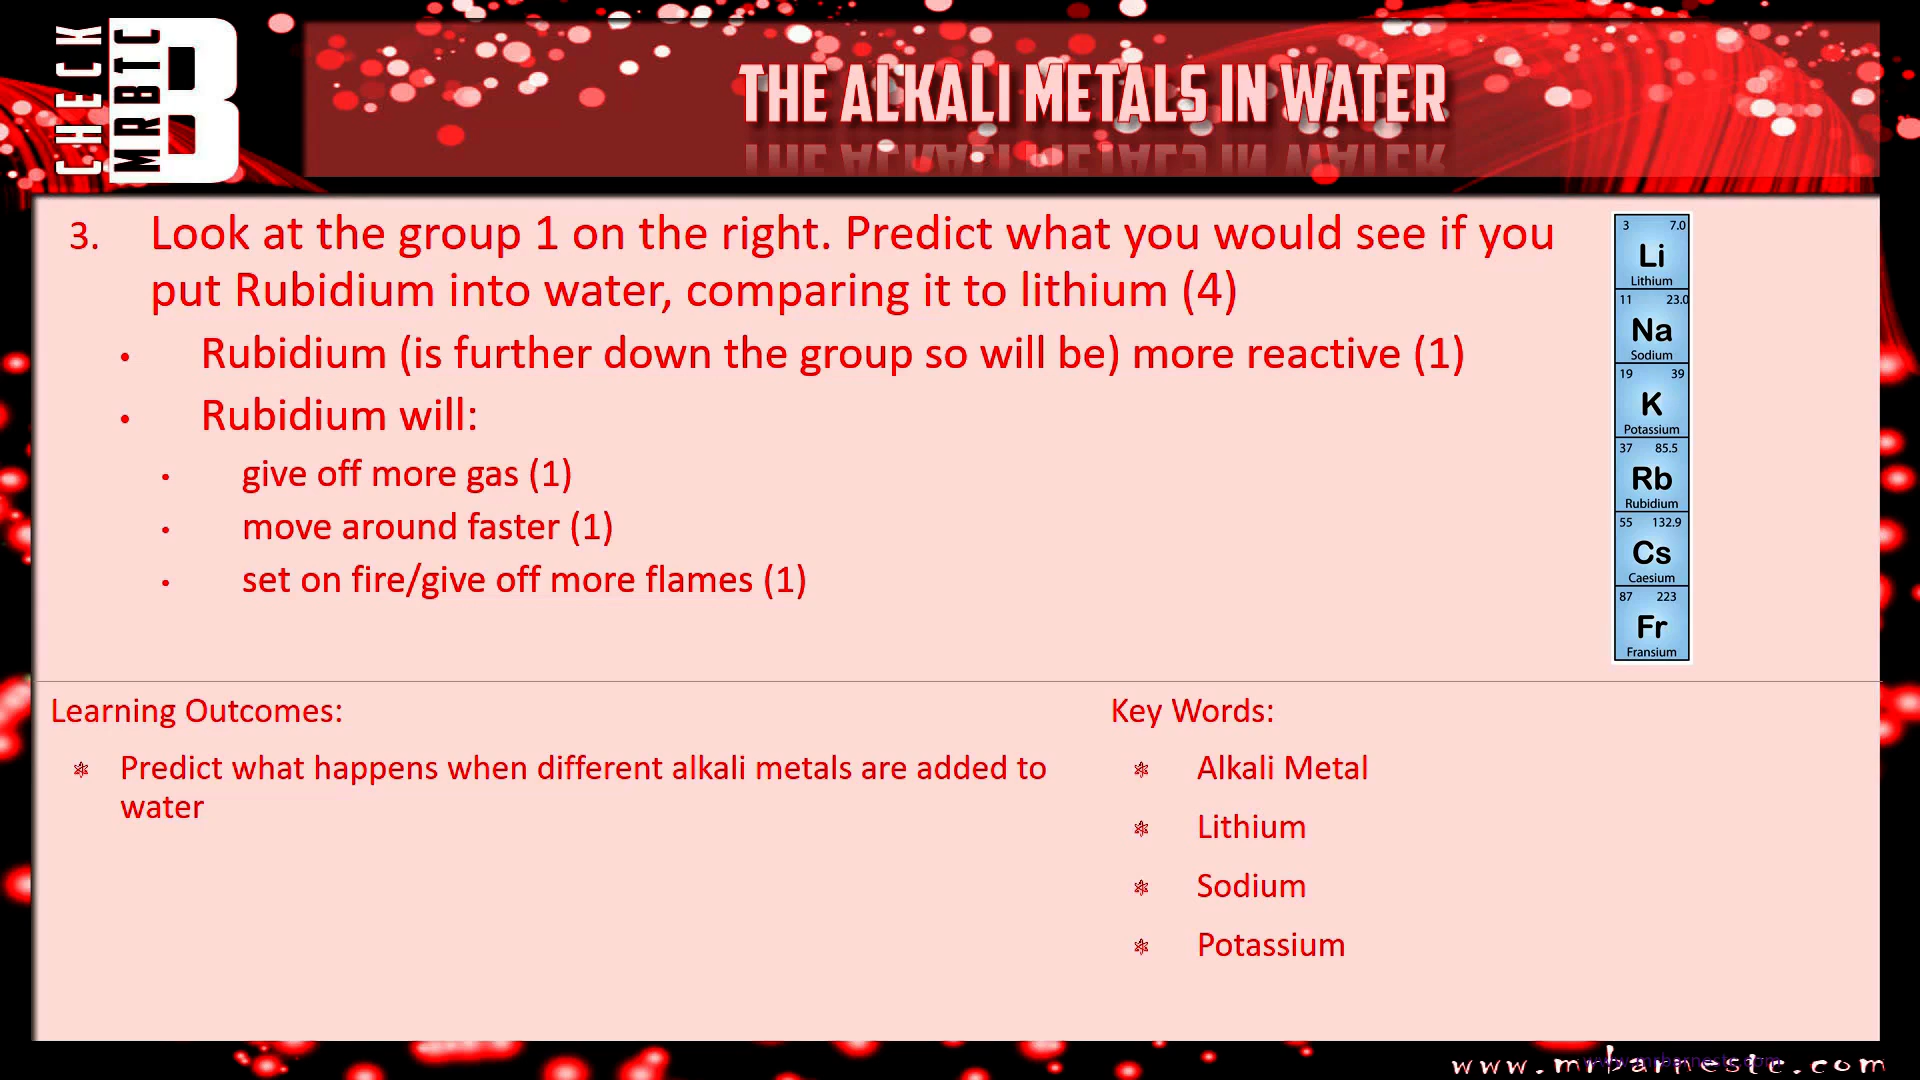 CHECK
MRBTC
B
THE ALKALI METALS IN WATER
3. Look at the group 1 on the right. Predict what you would see if you
put Rubidium into water, comparing it to lithium (4)
• Rubidium (is further down the group so will be) more reactive (1)
• Rubidium will:
• give off more gas (1)
• move around faster (1)
• set on fire/give off more flames (1)
3 7.0
Li
Lithium
11 23.0
Na
Sodium
19 39
K
Potassium
37 85.5
Rb
Rubidium
55 132.9
Cs
Caesium
87 223
Fr
Fransium
Learning Outcomes:
Predict what happens when different alkali metals are added to
water
Key Words:
Alkali Metal
Lithium
Sodium
Potassium
www.mrbarnestc.com
www.mrbarnestc.com